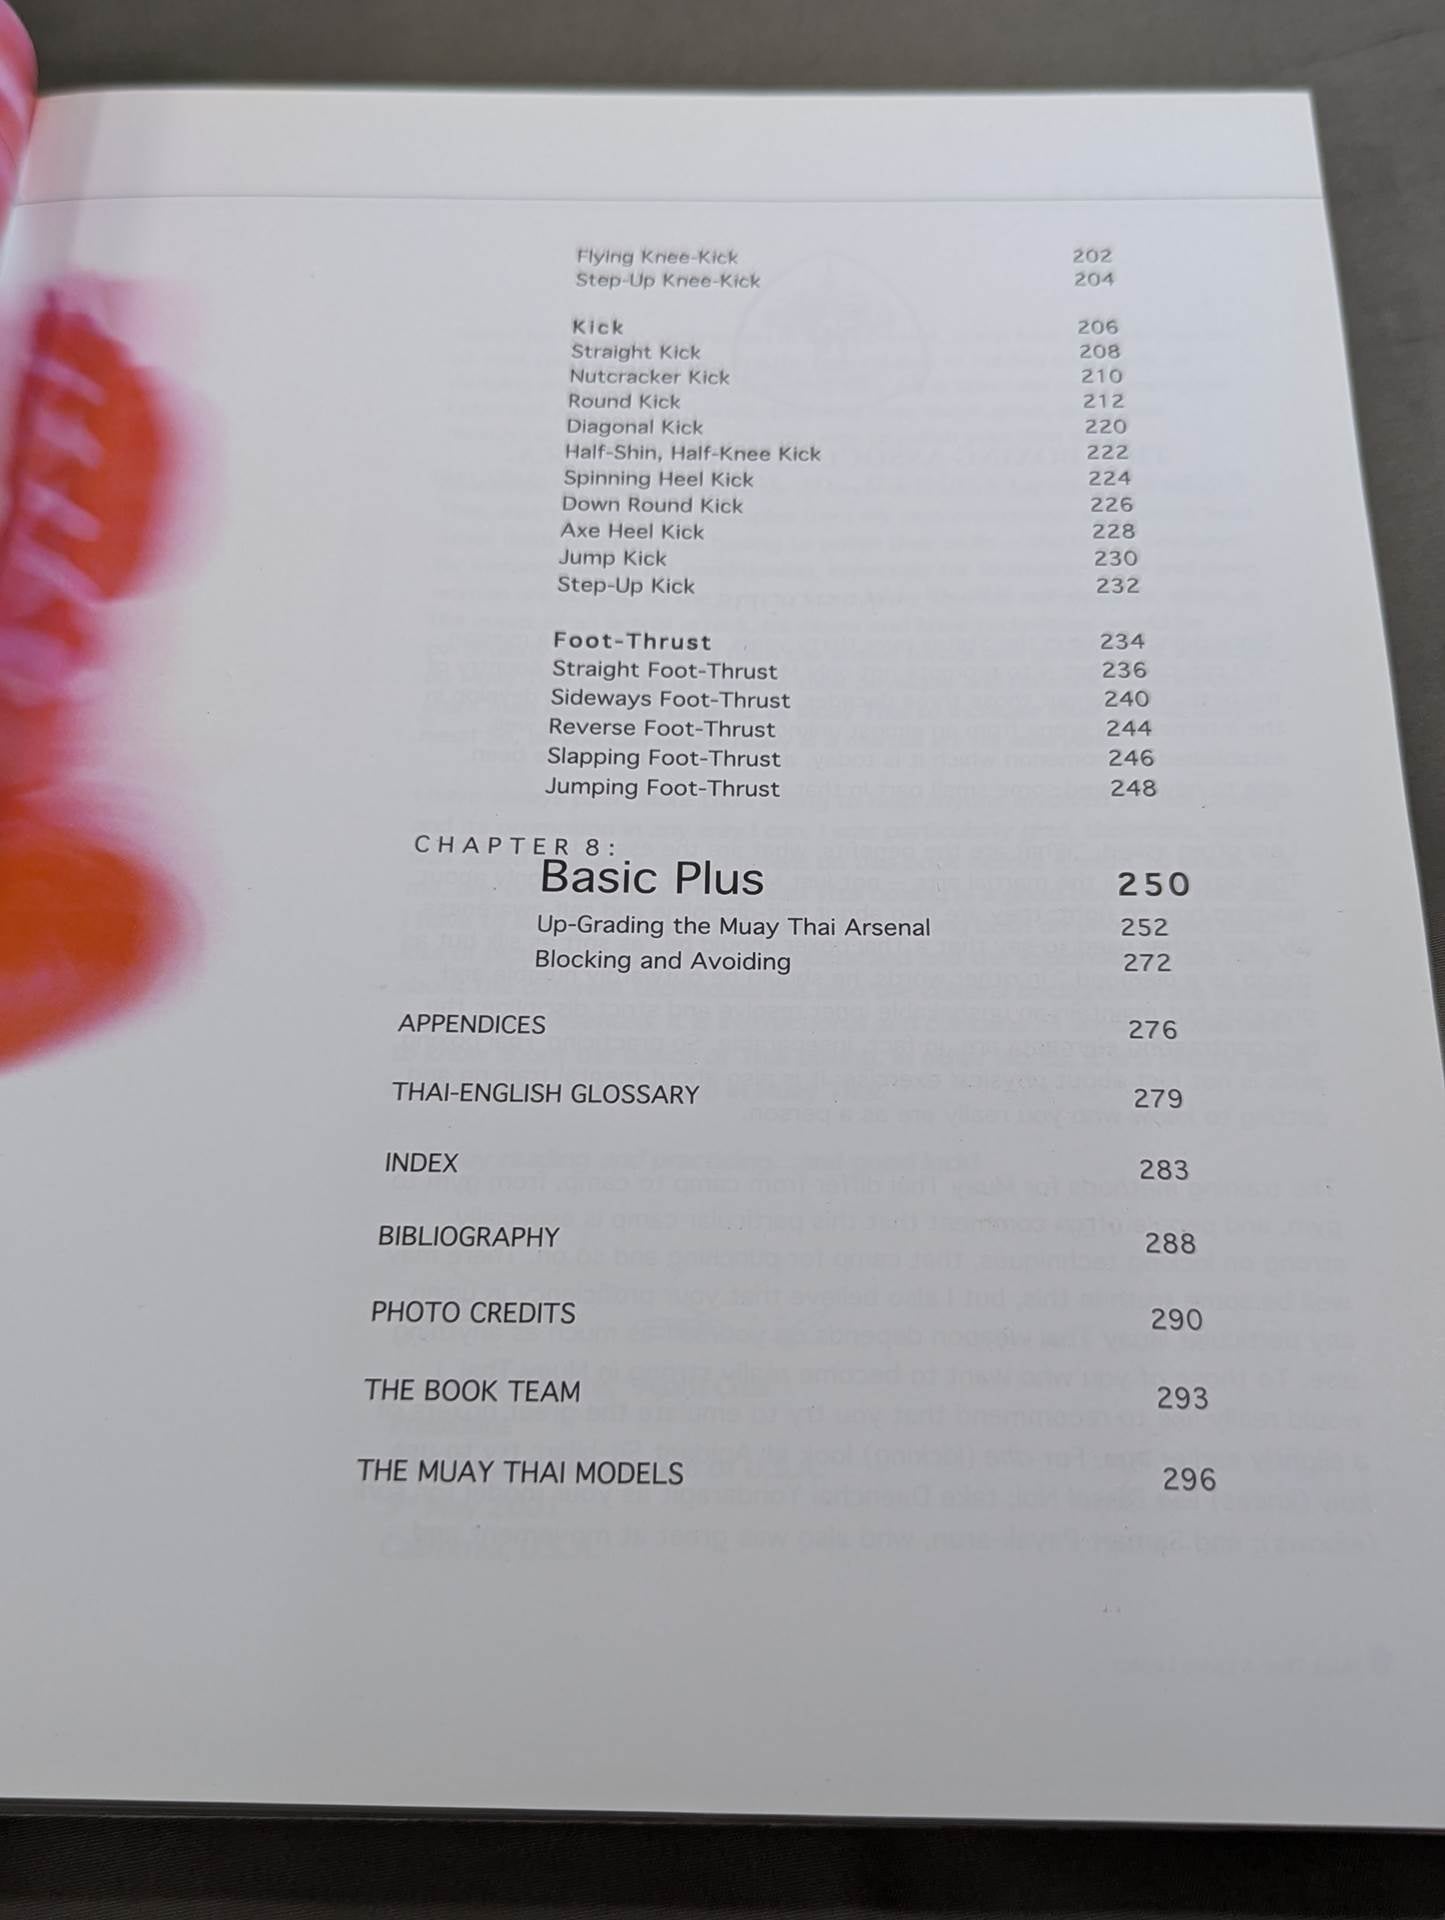 Flying Knee-Kick 202
Step-Up Knee-Kick 204
Kick 206
Straight Kick 208
Nutcracker Kick 210
Round Kick 212
Diagonal Kick 220
Half-Shin, Half-Knee Kick 222
Spinning Heel Kick 224
Down Round Kick 226
Axe Heel Kick 228
Jump Kick 230
Step-Up Kick 232
Foot-Thrust 234
Straight Foot-Thrust 236
Sideways Foot-Thrust 240
Reverse Foot-Thrust 244
Slapping Foot-Thrust 246
Jumping Foot-Thrust 248
CHAPTER 8:
Basic Plus 250
Up-Grading the Muay Thai Arsenal 252
Blocking and Avoiding 272
APPENDICES 276
THAI-ENGLISH GLOSSARY 279
INDEX 283
BIBLIOGRAPHY 288
PHOTO CREDITS 290
THE BOOK TEAM 293
THE MUAY THAI MODELS 296